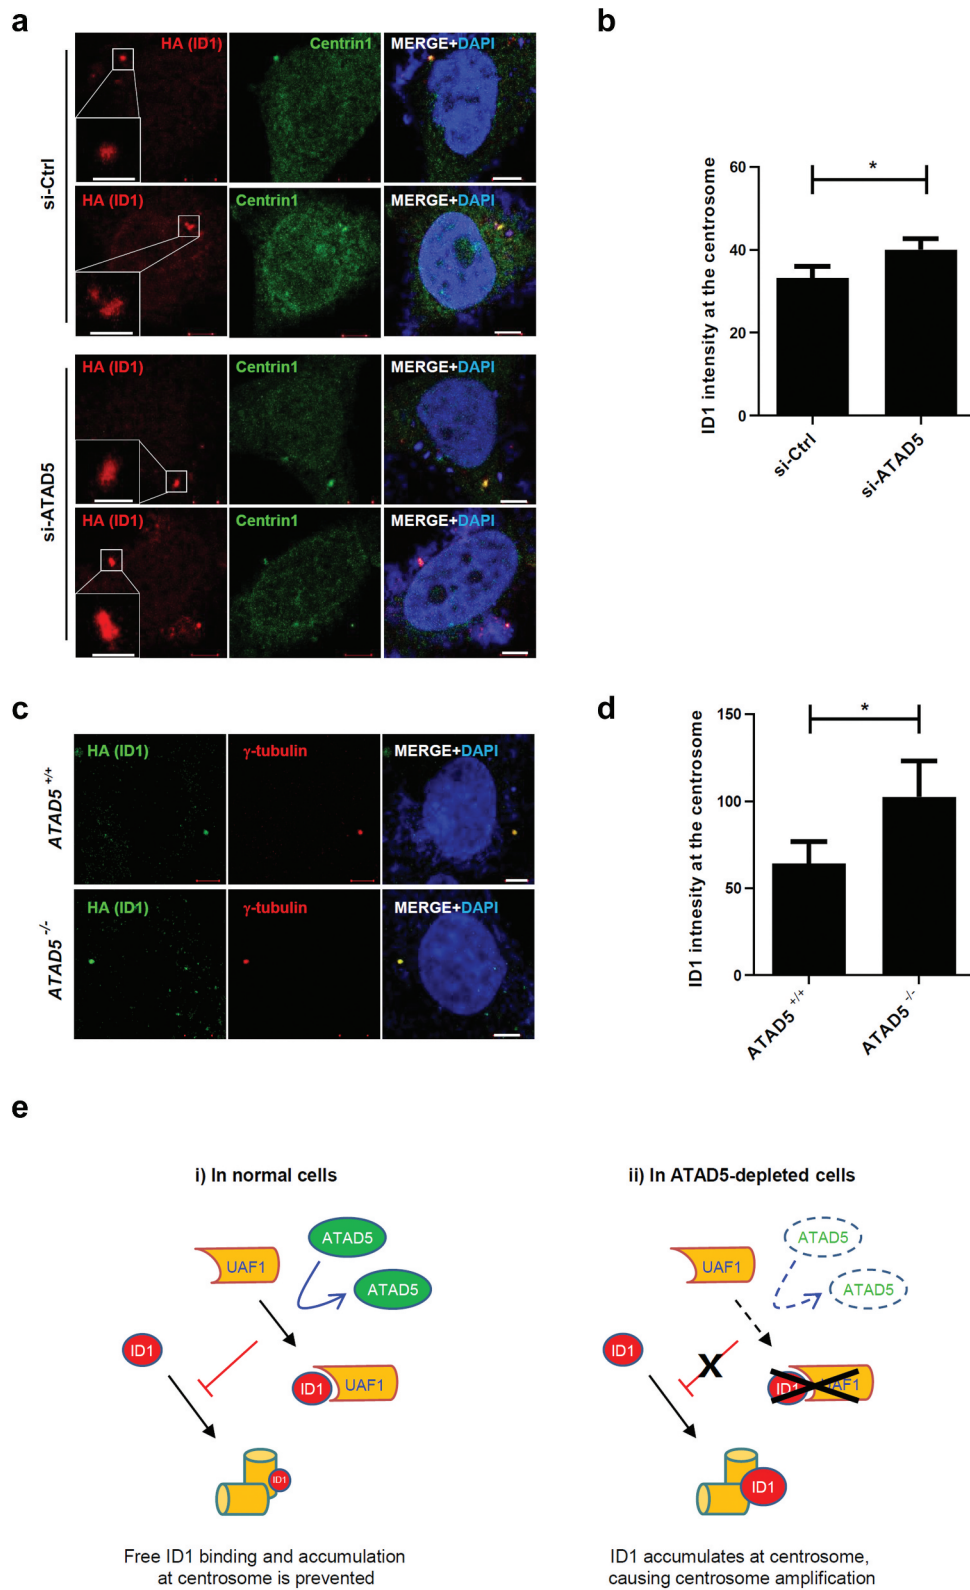 a
si-Ctrl
HA (ID1)
Centrin1
MERGE+DAPI
HA (ID1)
Centrin1
MERGE+DAPI
si-ATAD5
HA (ID1)
Centrin1
MERGE+DAPI
HA (ID1)
Centrin1
MERGE+DAPI
b
ID1 intensity at the centrosome
60
40
20
0
*
si-Ctrl
si-ATAD5
c
ATAD5 +/+
HA (ID1)
γ-tubulin
MERGE+DAPI
ATAD5 -/-
HA (ID1)
γ-tubulin
MERGE+DAPI
d
ID1 intnesity at the centrosome
150
100
50
0
*
ATAD5 +/+
ATAD5 -/-
e
i) In normal cells
ATAD5
UAF1
ATAD5
ID1
ID1
UAF1
ID1
Free ID1 binding and accumulation
at centrosome is prevented
ii) In ATAD5-depleted cells
ATAD5
UAF1
ATAD5
ID1
X
ID1
UAF1
ID1
ID1 accumulates at centrosome,
causing centrosome amplification